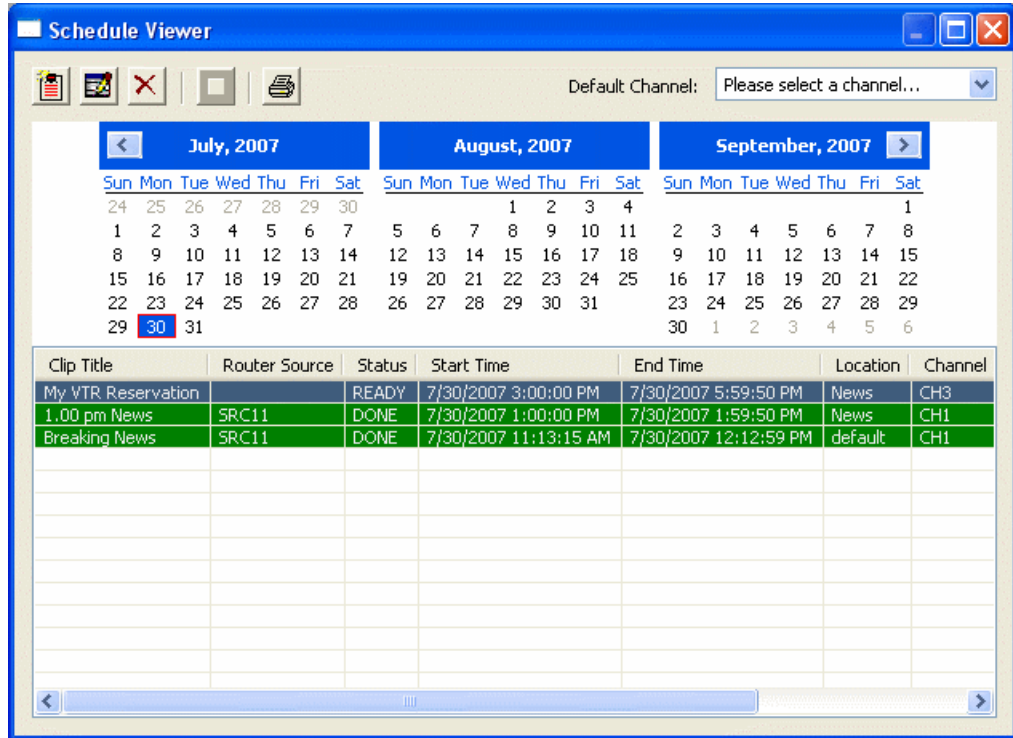 Schedule Viewer
Default Channel: Please select a channel...
July, 2007 August, 2007 September, 2007
Sun Mon Tue Wed Thu Fri Sat Sun Mon Tue Wed Thu Fri Sat Sun Mon Tue Wed Thu Fri Sat
24 25 26 27 28 29 30 1 2 3 4 1
1 2 3 4 5 6 7 5 6 7 8 9 10 11 2 3 4 5 6 7 8
8 9 10 11 12 13 14 12 13 14 15 16 17 18 9 10 11 12 13 14 15
15 16 17 18 19 20 21 19 20 21 22 23 24 25 16 17 18 19 20 21 22
22 23 24 25 26 27 28 26 27 28 29 30 31 23 24 25 26 27 28 29
29 30 31 30 1 2 3 4 5 6
Clip Title Router Source Status Start Time End Time Location Channel
My VTR Reservation READY 7/30/2007 3:00:00 PM 7/30/2007 5:59:50 PM News CH3
1.00 pm News SRC11 DONE 7/30/2007 1:00:00 PM 7/30/2007 1:59:50 PM News CH1
Breaking News SRC11 DONE 7/30/2007 11:13:15 AM 7/30/2007 12:12:59 PM default CH1